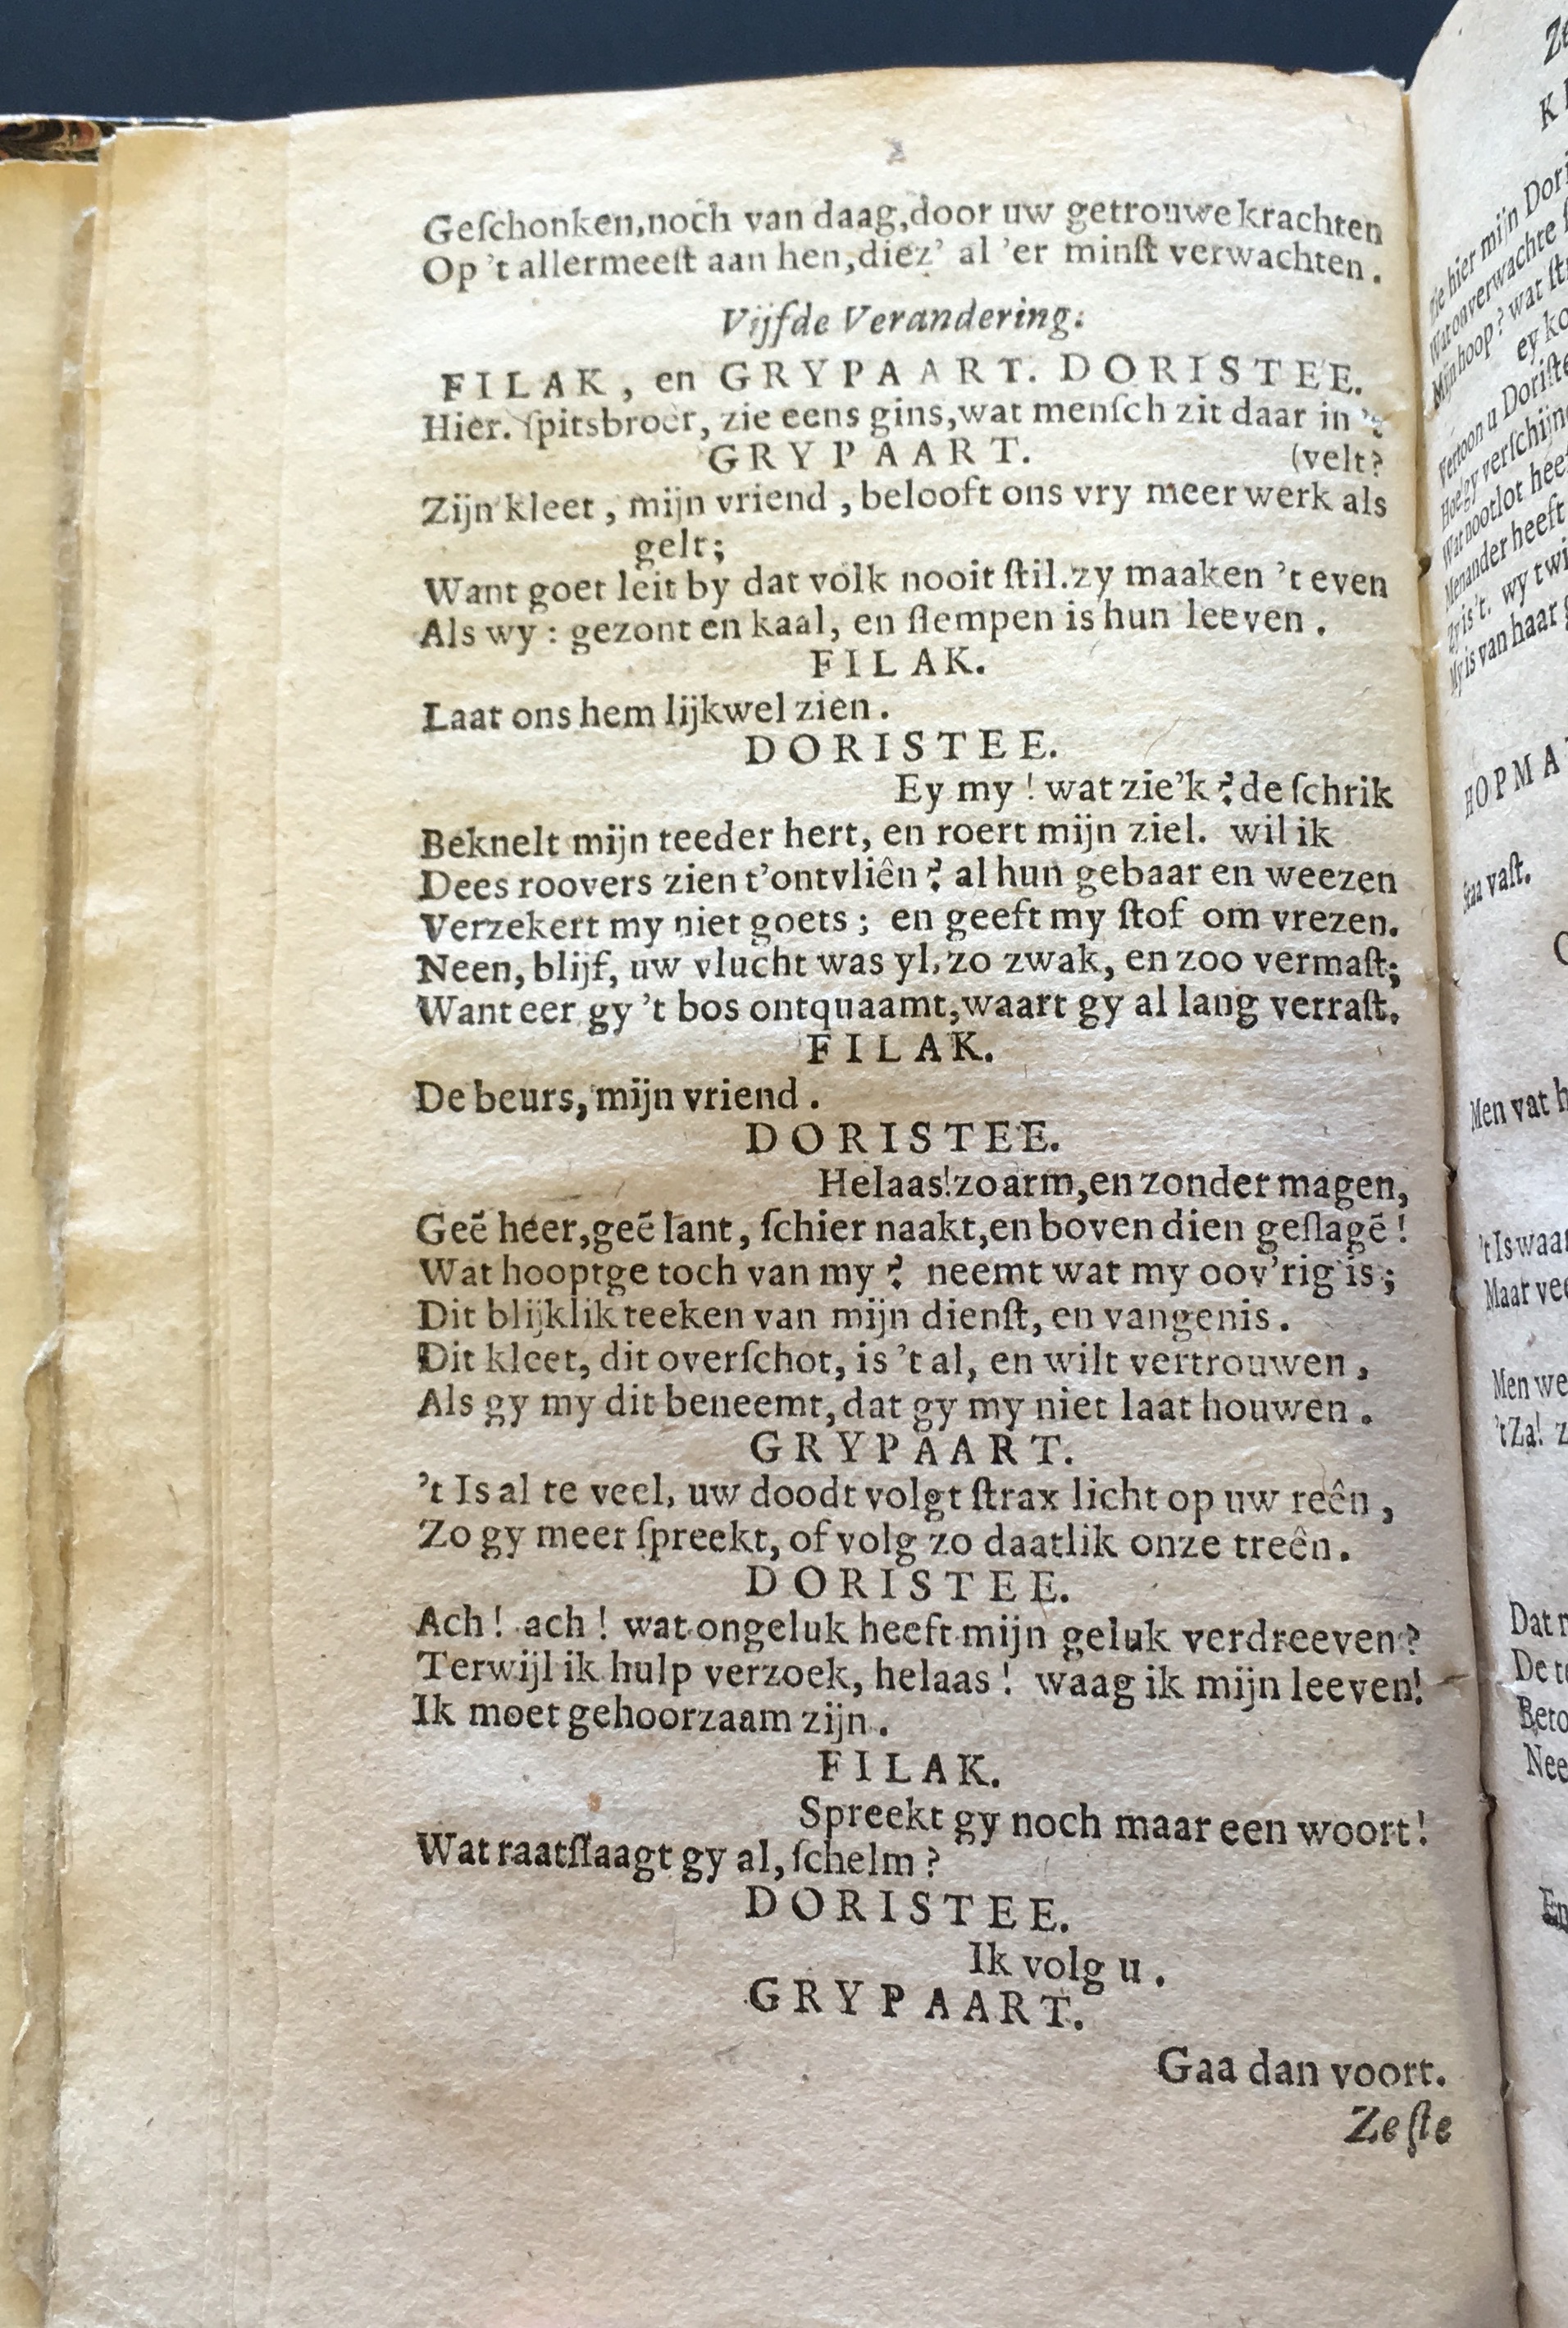 Geſchonken, noch van daag, door uw getrouwe krachten
Op 't allermeeſt aan hen, diez' al 'er minſt verwachten.
Vijfde Verandering.
FILAK, en GRYPAART. DORISTEE.
Hier. ſpitsbroer, zie eens gins, wat menſch zit daar in 't
GRYPAART. (velt?
Zijn kleet, mijn vriend, belooft ons vry meer werk als
gelt;
Want goet leit by dat volk nooit ſtil. zy maaken 't even
Als wy: gezont en kaal, en ſlempen is hun leeven.
FILAK.
Laat ons hem lijkwel zien.
DORISTEE.
Ey my! wat zie'k? de ſchrik
Beknelt mijn teeder hert, en roert mijn ziel. wil ik
Dees roovers zien t'ontvliên? al hun gebaar en weezen
Verzekert my niet goets; en geeft my ſtof om vrezen.
Neen, blijf, uw vlucht was yl, zo zwak, en zoo vermaſt;
Want eer gy 't bos ontquaamt, waart gy al lang verraſt.
FILAK.
De beurs, mijn vriend.
DORISTEE.
Helaas! zo arm, en zonder magen,
Geẽ heer, geẽ lant, ſchier naakt, en boven dien geſlagẽ!
Wat hooptge toch van my? neemt wat my oov'rig is;
Dit blijklik teeken van mijn dienſt, en vangenis.
Dit kleet, dit overſchot, is 't al, en wilt vertrouwen,
Als gy my dit beneemt, dat gy my niet laat houwen.
GRYPAART.
't Is al te veel, uw doodt volgt ſtrax licht op uw reên,
Zo gy meer ſpreekt, of volg zo daatlik onze treên.
DORISTEE.
Ach! ach! wat ongeluk heeft mijn geluk verdreeven?
Terwijl ik hulp verzoek, helaas! waag ik mijn leeven!
Ik moet gehoorzaam zijn.
FILAK.
Spreekt gy noch maar een woort!
Wat raatſlaagt gy al, ſchelm?
DORISTEE.
Ik volg u.
GRYPAART.
Gaa dan voort.
Zeſte